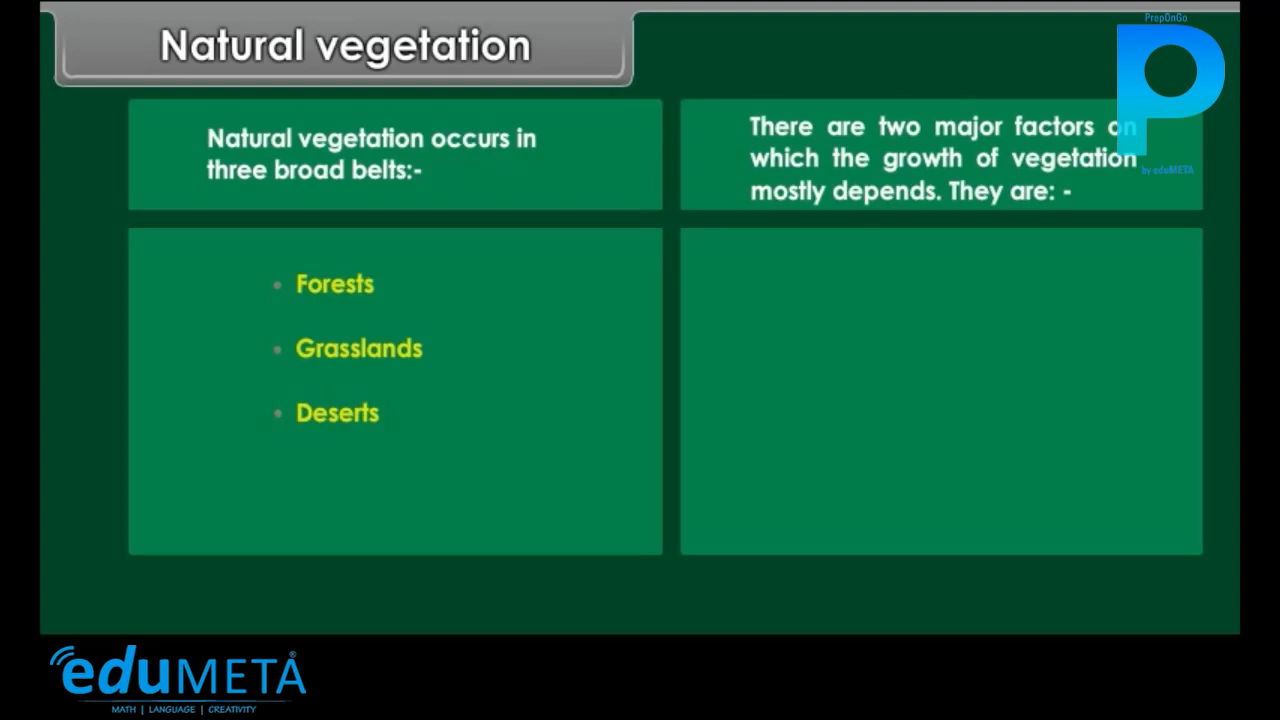 Natural vegetation
PrepOnGo
P
by eduMETA
Natural vegetation occurs in
three broad belts:-
There are two major factors on
which the growth of vegetation
mostly depends. They are: -
• Forests
• Grasslands
• Deserts
eduMETA®
MATH | LANGUAGE | CREATIVITY